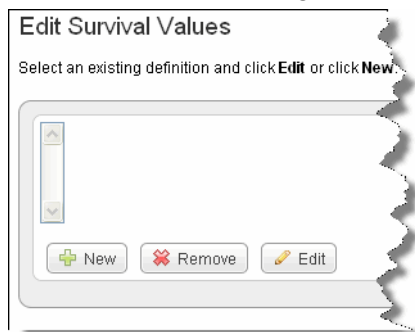 Edit Survival Values
Select an existing definition and click Edit or click New.
New Remove Edit